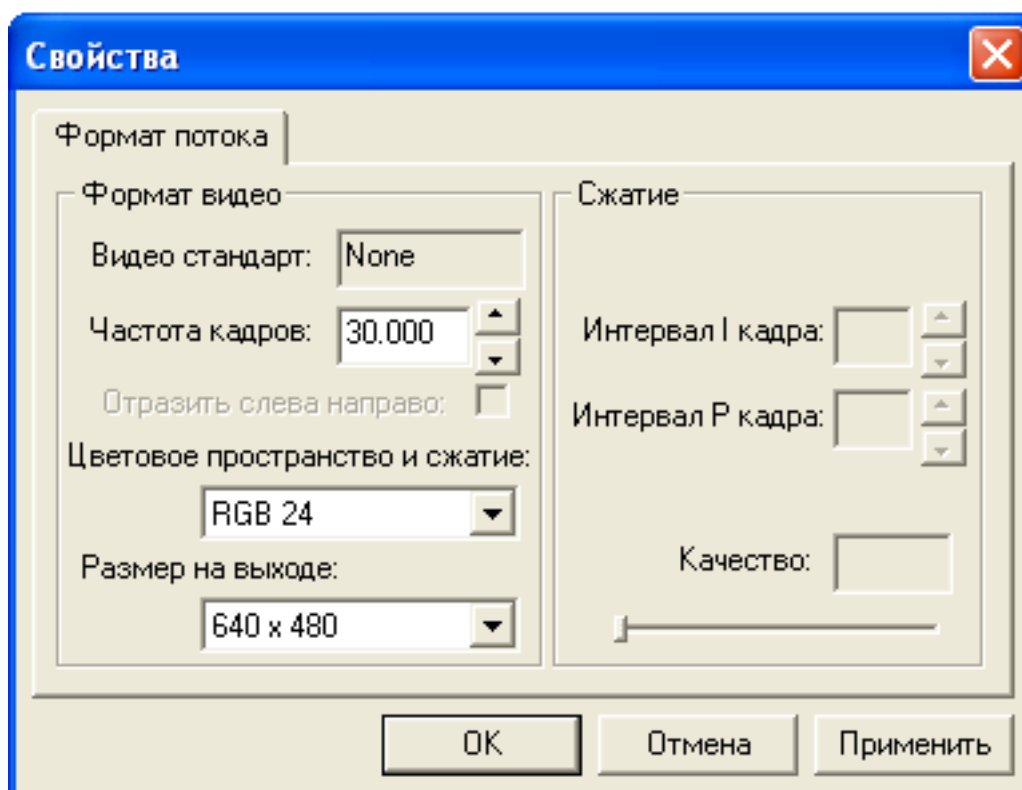 Свойства
Формат потока
Формат видео
Видео стандарт: None
Частота кадров: 30.000
Отразить слева направо:
Цветовое пространство и сжатие:
RGB 24
Размер на выходе:
640 x 480
Сжатие
Интервал I кадра:
Интервал P кадра:
Качество:
OK
Отмена
Применить